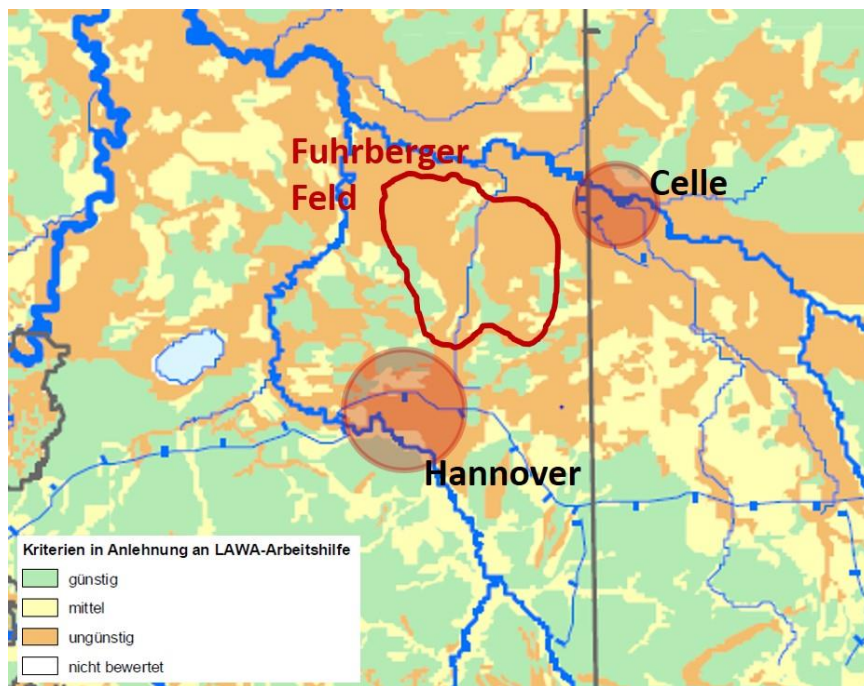 Fuhrberger
Feld
Celle
Hannover
Kriterien in Anlehnung an LAWA-Arbeitshilfe
günstig
mittel
ungünstig
nicht bewertet